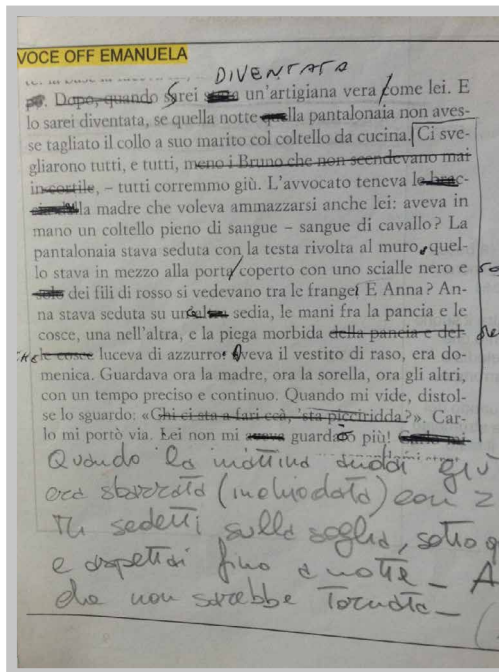 VOCE OFF EMANUELA
DIVENTATA
Dopo, quando sarei un'artigiana vera come lei. E
lo sarei diventata, se quella notte quella pantalonaia non aves-
se tagliato il collo a suo marito col coltello da cucina. Ci sve-
gliarono tutti, e tutti, meno i Bruno che non scendevano mai
in cortile, – tutti corremmo giù. L'avvocato teneva le brac-
la madre che voleva ammazzarsi anche lei: aveva in
mano un coltello pieno di sangue – sangue di cavallo? La
pantalonaia stava seduta con la testa rivolta al muro, quel-
lo stava in mezzo alla porta coperto con uno scialle nero e
solo dei fili di rosso si vedevano tra le frange. E Anna? An-
na stava seduta su sedia, le mani fra la pancia e le
cosce, una nell'altra, e la piega morbida della pancia e del-
le cosce luceva di azzurro. Aveva il vestito di raso, era do-
menica. Guardava ora la madre, ora la sorella, ora gli altri,
con un tempo preciso e continuo. Quando mi vide, distol-
se lo sguardo: «Chi ci sta a fari ccà, 'sta picciridda?». Car-
lo mi portò via. Lei non mi aveva guardò più! Carlo mi
Quando la mattina andai giù
era sbarrata (inchiodata) con 2
Mi sedetti sulla soglia, sotto
e aspettai fino a notte – A
che non sarebbe Tornata –